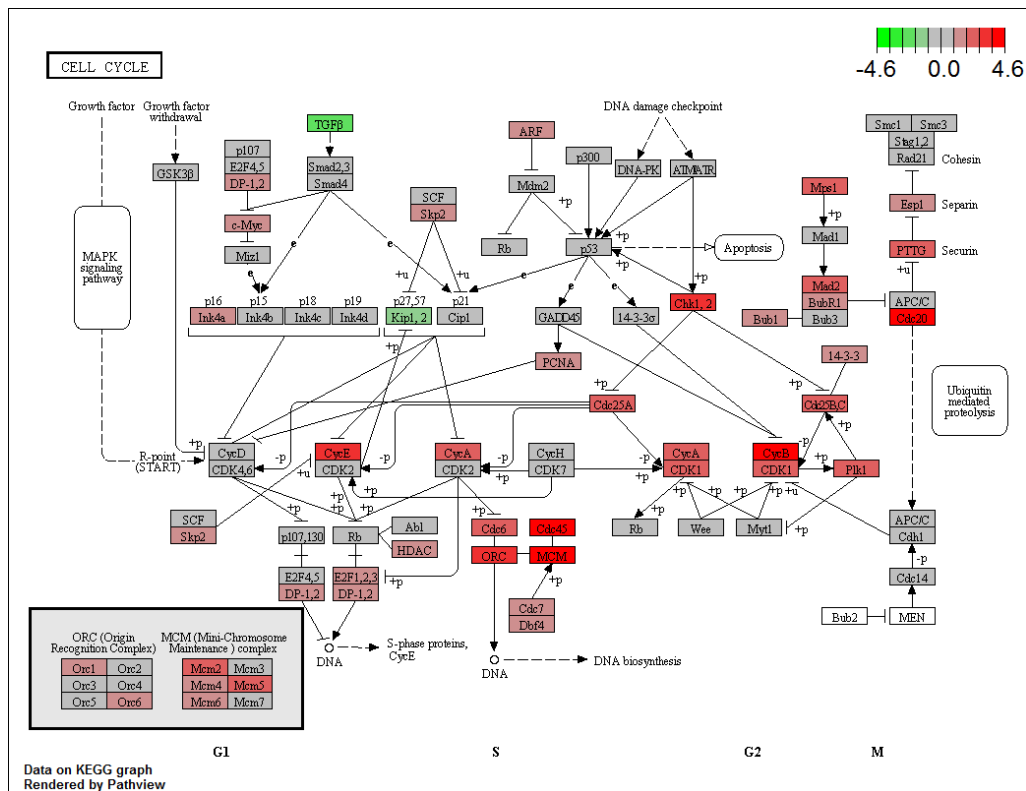 CELL CYCLE
-4.6 0.0 4.6
Growth factor
Growth factor
withdrawal
TGFβ
DNA damage checkpoint
ARF
Smc1 Smc3
Stag1,2
Rad21
Cohesin
p107
E2F4,5
DP-1,2
GSK3β
Smad2,3
Smad4
p300
DNA-PK
ATM/ATR
Mdm2
SCF
Skp2
Mps1
Esp1
Separin
+p
+p
c-Myc
Miz1
MAPK
signaling
pathway
Rb
p53
+p
Apoptosis
Mad1
PTTG
Securin
e
e
e
e
+u
+u
e
e
e
+p
+p
+u
Mad2
BubR1
Bub3
Bub1
APC/C
Cdc20
p16 p15 p18 p19
Ink4a Ink4b Ink4c Ink4d
p27,57 p21
Kip1, 2 Cip1
GADD45
14-3-3σ
Chk1, 2
+p
PCNA
+p
+p
14-3-3
Cdc25A
Cdc25B,C
Ubiquitin
mediated
proteolysis
R-point
(START)
+p
CycD
CDK4,6
-p
+u
CycE
CDK2
-p
CycA
CDK2
-p
+p
CycH
CDK7
+p
-p
CycA
CDK1
CycB
CDK1
-p
-p
+p
+p
Plk1
SCF
Skp2
+p
+p
+p
+p
+p
+p
+p
+u
+p
p107,130
Rb
Abl
HDAC
Cdc6
Cdc45
ORC
MCM
+p
Rb
Wee
Myt1
APC/C
Cdh1
-p
Cdc14
E2F4,5
DP-1,2
E2F1,2,3
DP-1,2
+p
Cdc7
Dbf4
Bub2
MEN
DNA
S-phase proteins,
CycE
DNA
DNA biosynthesis
ORC (Origin
Recognition Complex)
MCM (Mini-Chromosome
Maintenance ) complex
Orc1 Orc2 Mcm2 Mcm3
Orc3 Orc4 Mcm4 Mcm5
Orc5 Orc6 Mcm6 Mcm7
G1 S G2 M
Data on KEGG graph
Rendered by Pathview